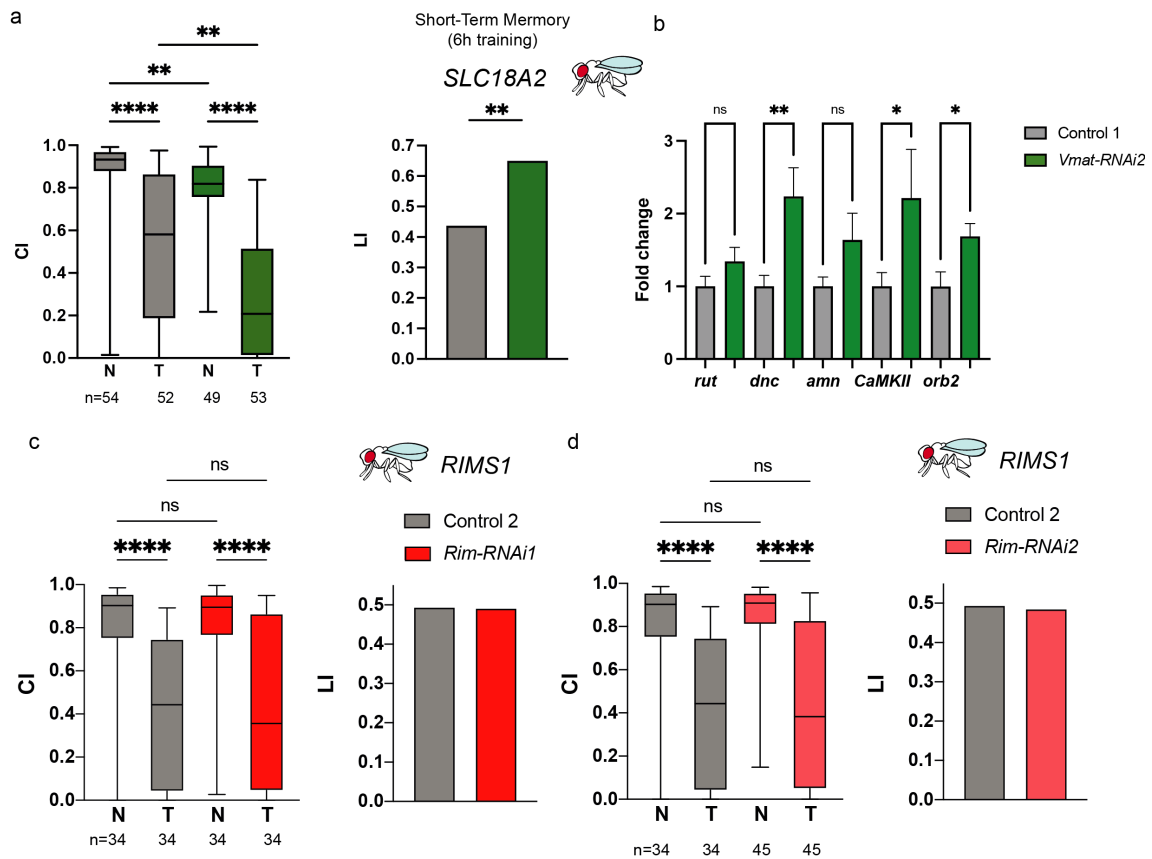 a
Short-Term Mermory
(6h training)
SLC18A2
**
**
**** ****
**
1.0
0.8
0.6
0.4
0.2
0.0
CI
N T N T
n=54 52 49 53
0.7
0.6
0.5
0.4
0.3
0.2
0.1
0.0
LI
b
ns ** ns * *
Control 1
Vmat-RNAi2
3
2
1
0
Fold change
rut dnc amn CaMKII orb2
c
RIMS1
ns
ns
**** ****
Control 2
Rim-RNAi1
1.0
0.8
0.6
0.4
0.2
0.0
CI
N T N T
n=34 34 34 34
0.5
0.4
0.3
0.2
0.1
0.0
LI
d
RIMS1
ns
ns
**** ****
Control 2
Rim-RNAi2
1.0
0.8
0.6
0.4
0.2
0.0
CI
N T N T
n=34 34 45 45
0.5
0.4
0.3
0.2
0.1
0.0
LI